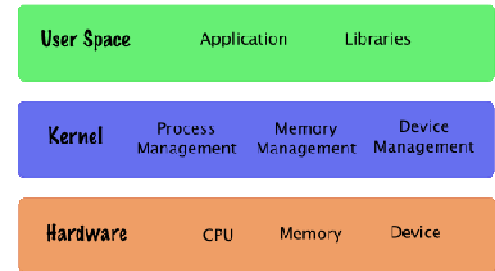 User Space Application Libraries
Kernel Process Management Memory Management Device Management
Hardware CPU Memory Device